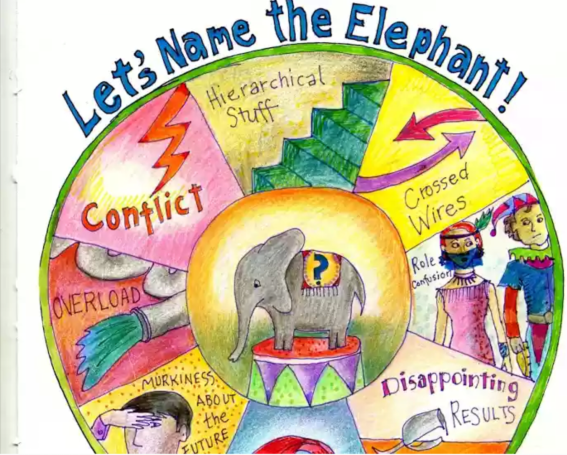 Let's Name the Elephant!
Hierarchical
Stuff
Conflict
Crossed
Wires
Role
Confusion
OVERLOAD
?
Disappointing
RESULTS
MURKINESS
ABOUT
the
FUTURE